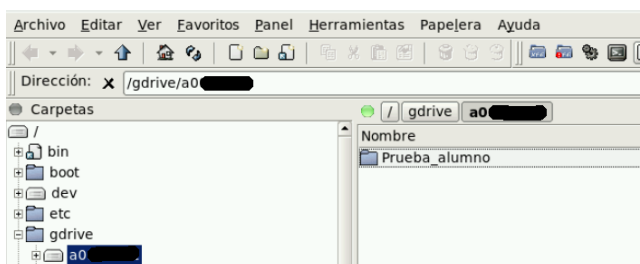 Archivo Editar Ver Favoritos Panel Herramientas Papelera Ayuda
Dirección: /gdrive/a0
Carpetas
/ gdrive a0
/
Nombre
bin
Prueba_alumno
boot
dev
etc
gdrive
a0